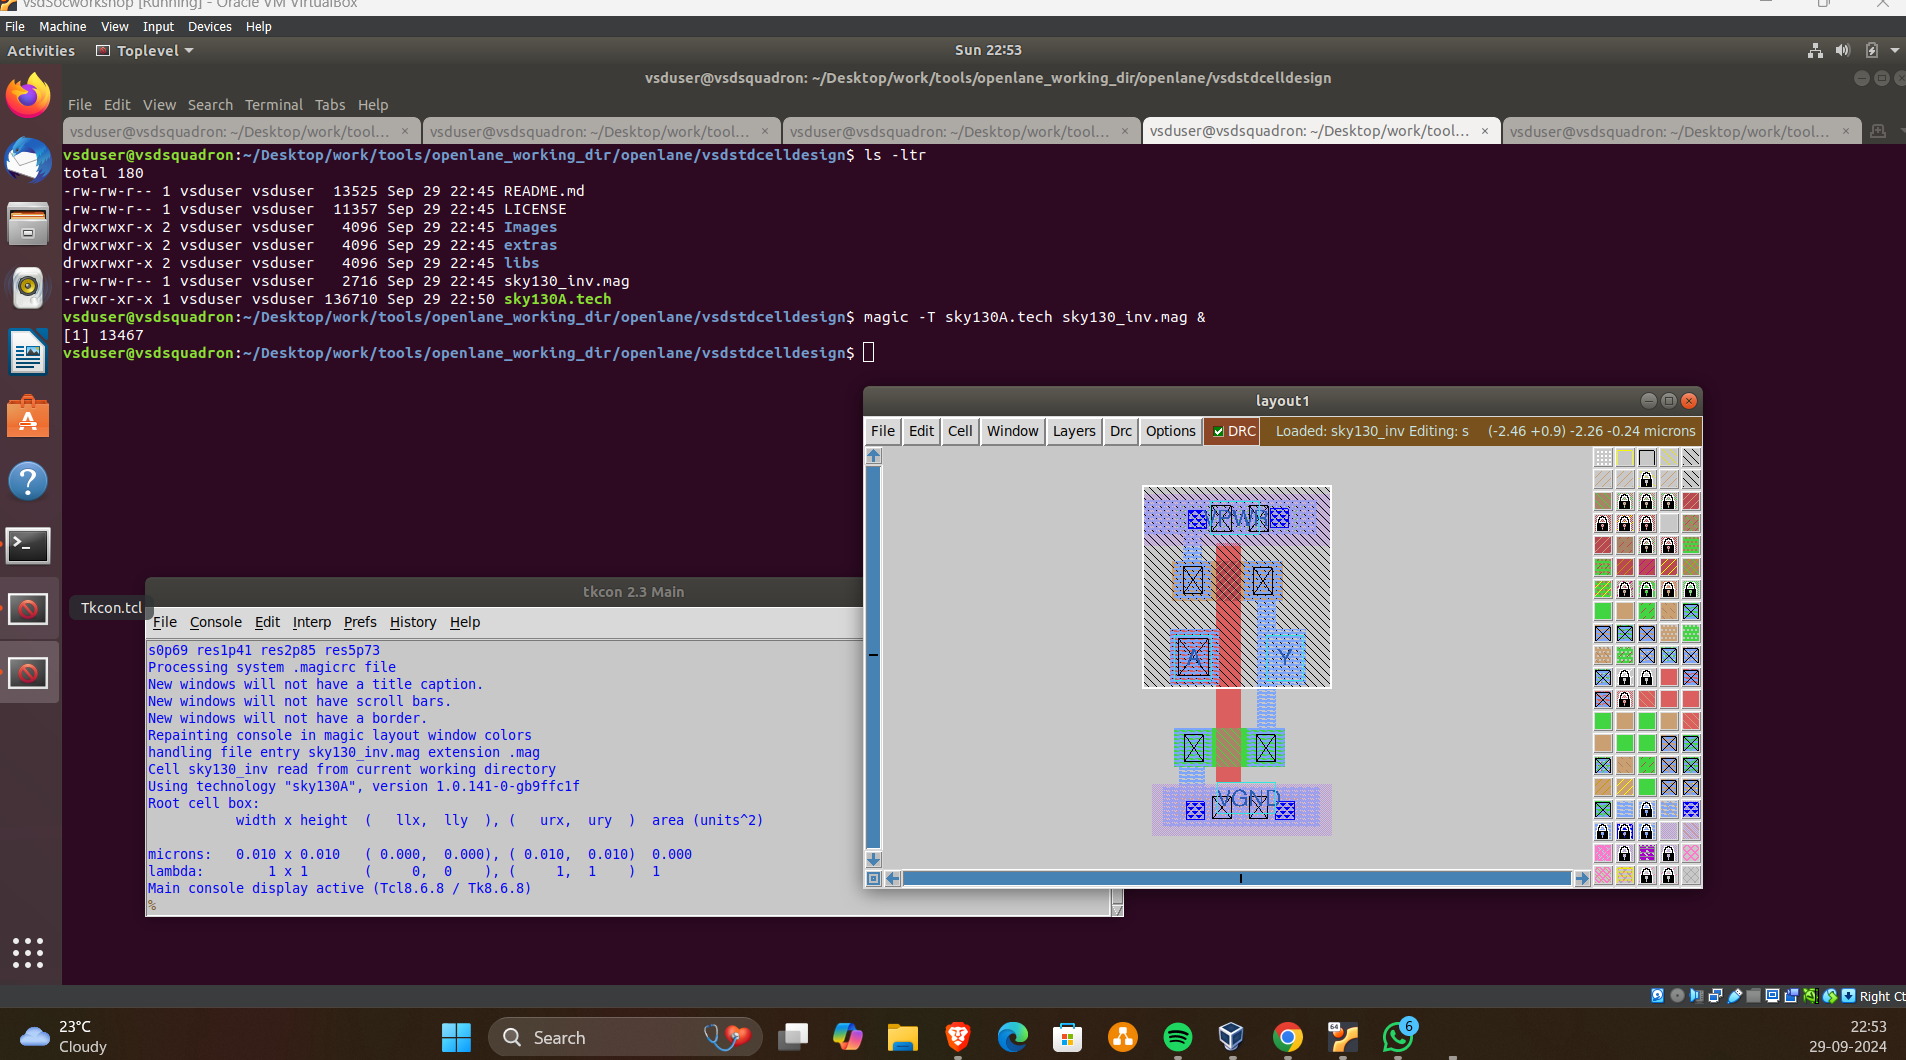 vsdSocworkshop [Running] - Oracle VM VirtualBox
File Machine View Input Devices Help
Activities Toplevel Sun 22:53
vsduser@vsdsquadron: ~/Desktop/work/tools/openlane_working_dir/openlane/vsdstdcelldesign
File Edit View Search Terminal Tabs Help
vsduser@vsdsquadron: ~/Desktop/work/tool... × vsduser@vsdsquadron: ~/Desktop/work/tool... × vsduser@vsdsquadron: ~/Desktop/work/tool... × vsduser@vsdsquadron: ~/Desktop/work/tool... × vsduser@vsdsquadron: ~/Desktop/work/tool... ×
vsduser@vsdsquadron:~/Desktop/work/tools/openlane_working_dir/openlane/vsdstdcelldesign$ ls -ltr
total 180
-rw-rw-r-- 1 vsduser vsduser 13525 Sep 29 22:45 README.md
-rw-rw-r-- 1 vsduser vsduser 11357 Sep 29 22:45 LICENSE
drwxrwxr-x 2 vsduser vsduser 4096 Sep 29 22:45 Images
drwxrwxr-x 2 vsduser vsduser 4096 Sep 29 22:45 extras
drwxrwxr-x 2 vsduser vsduser 4096 Sep 29 22:45 libs
-rw-rw-r-- 1 vsduser vsduser 2716 Sep 29 22:45 sky130_inv.mag
-rwxr-xr-x 1 vsduser vsduser 136710 Sep 29 22:50 sky130A.tech
vsduser@vsdsquadron:~/Desktop/work/tools/openlane_working_dir/openlane/vsdstdcelldesign$ magic -T sky130A.tech sky130_inv.mag &
[1] 13467
vsduser@vsdsquadron:~/Desktop/work/tools/openlane_working_dir/openlane/vsdstdcelldesign$
layout1
File Edit Cell Window Layers Drc Options DRC Loaded: sky130_inv Editing: s (-2.46 +0.9) -2.26 -0.24 microns
VPWR
A Y
VGND
Tkcon.tcl
tkcon 2.3 Main
File Console Edit Interp Prefs History Help
s0p69 res1p41 res2p85 res5p73
Processing system .magicrc file
New windows will not have a title caption.
New windows will not have scroll bars.
New windows will not have a border.
Repainting console in magic layout window colors
handling file entry sky130_inv.mag extension .mag
Cell sky130_inv read from current working directory
Using technology "sky130A", version 1.0.141-0-gb9ffc1f
Root cell box:
width x height ( llx, lly ), ( urx, ury ) area (units^2)
microns: 0.010 x 0.010 ( 0.000, 0.000), ( 0.010, 0.010) 0.000
lambda: 1 x 1 ( 0, 0 ), ( 1, 1 ) 1
Main console display active (Tcl8.6.8 / Tk8.6.8)
%
Right Ct
23°C
Cloudy
Search
64
6
22:53
29-09-2024